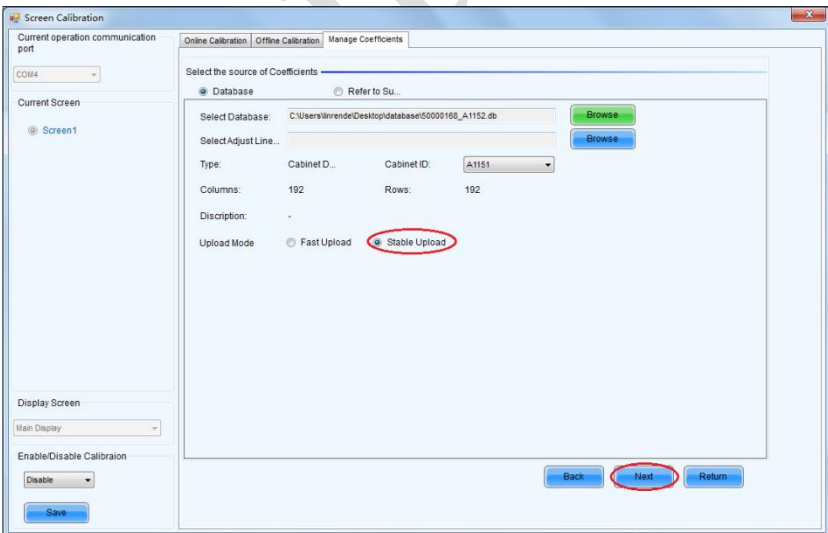 Screen Calibration
Current operation communication
port
COM4
Current Screen
Screen1
Display Screen
Main Display
Enable/Disable Calibraion
Disable
Save
Online Calibration Offline Calibration Manage Coefficients
Select the source of Coefficients
Database Refer to Su...
Select Database: C:\Users\linrende\Desktop\database\50000168_A1152.db Browse
Select Adjust Line... Browse
Type: Cabinet D... Cabinet ID: A1151
Columns: 192 Rows: 192
Discription: -
Upload Mode Fast Upload Stable Upload
Back Next Return